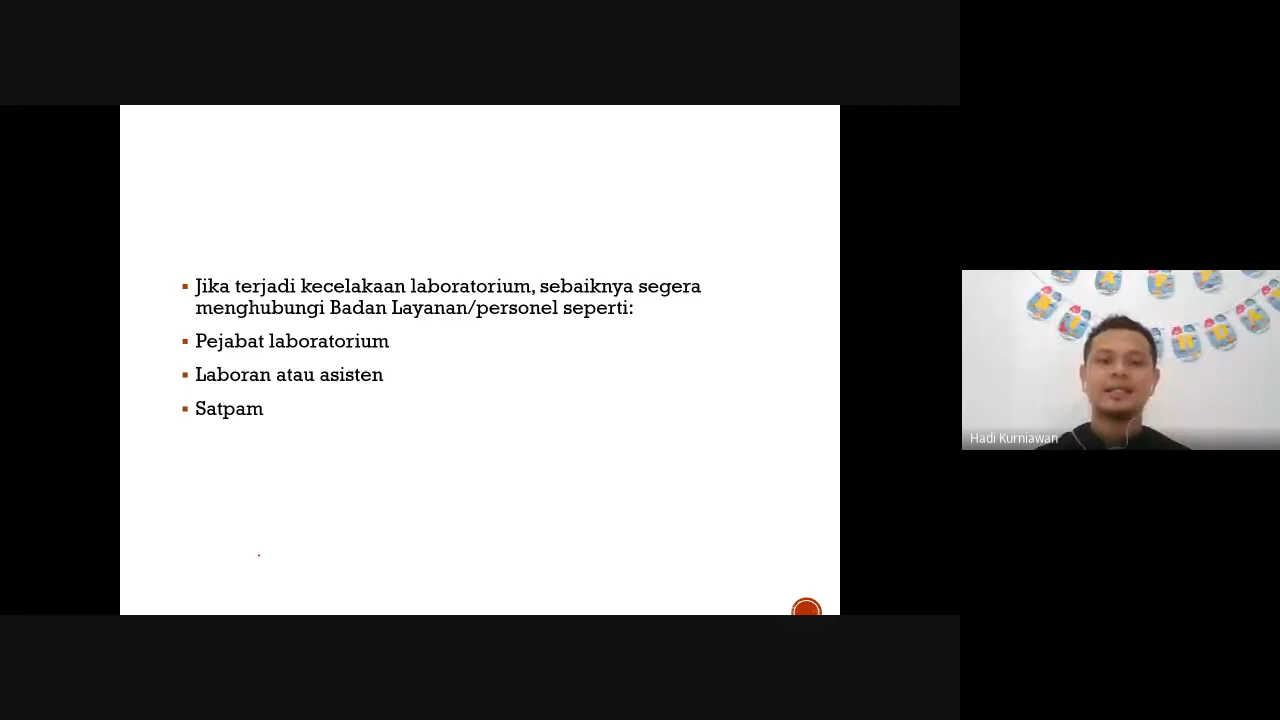 Jika terjadi kecelakaan laboratorium, sebaiknya segera
menghubungi Badan Layanan/personel seperti:
Pejabat laboratorium
Laboran atau asisten
Satpam
Hadi Kurniawan